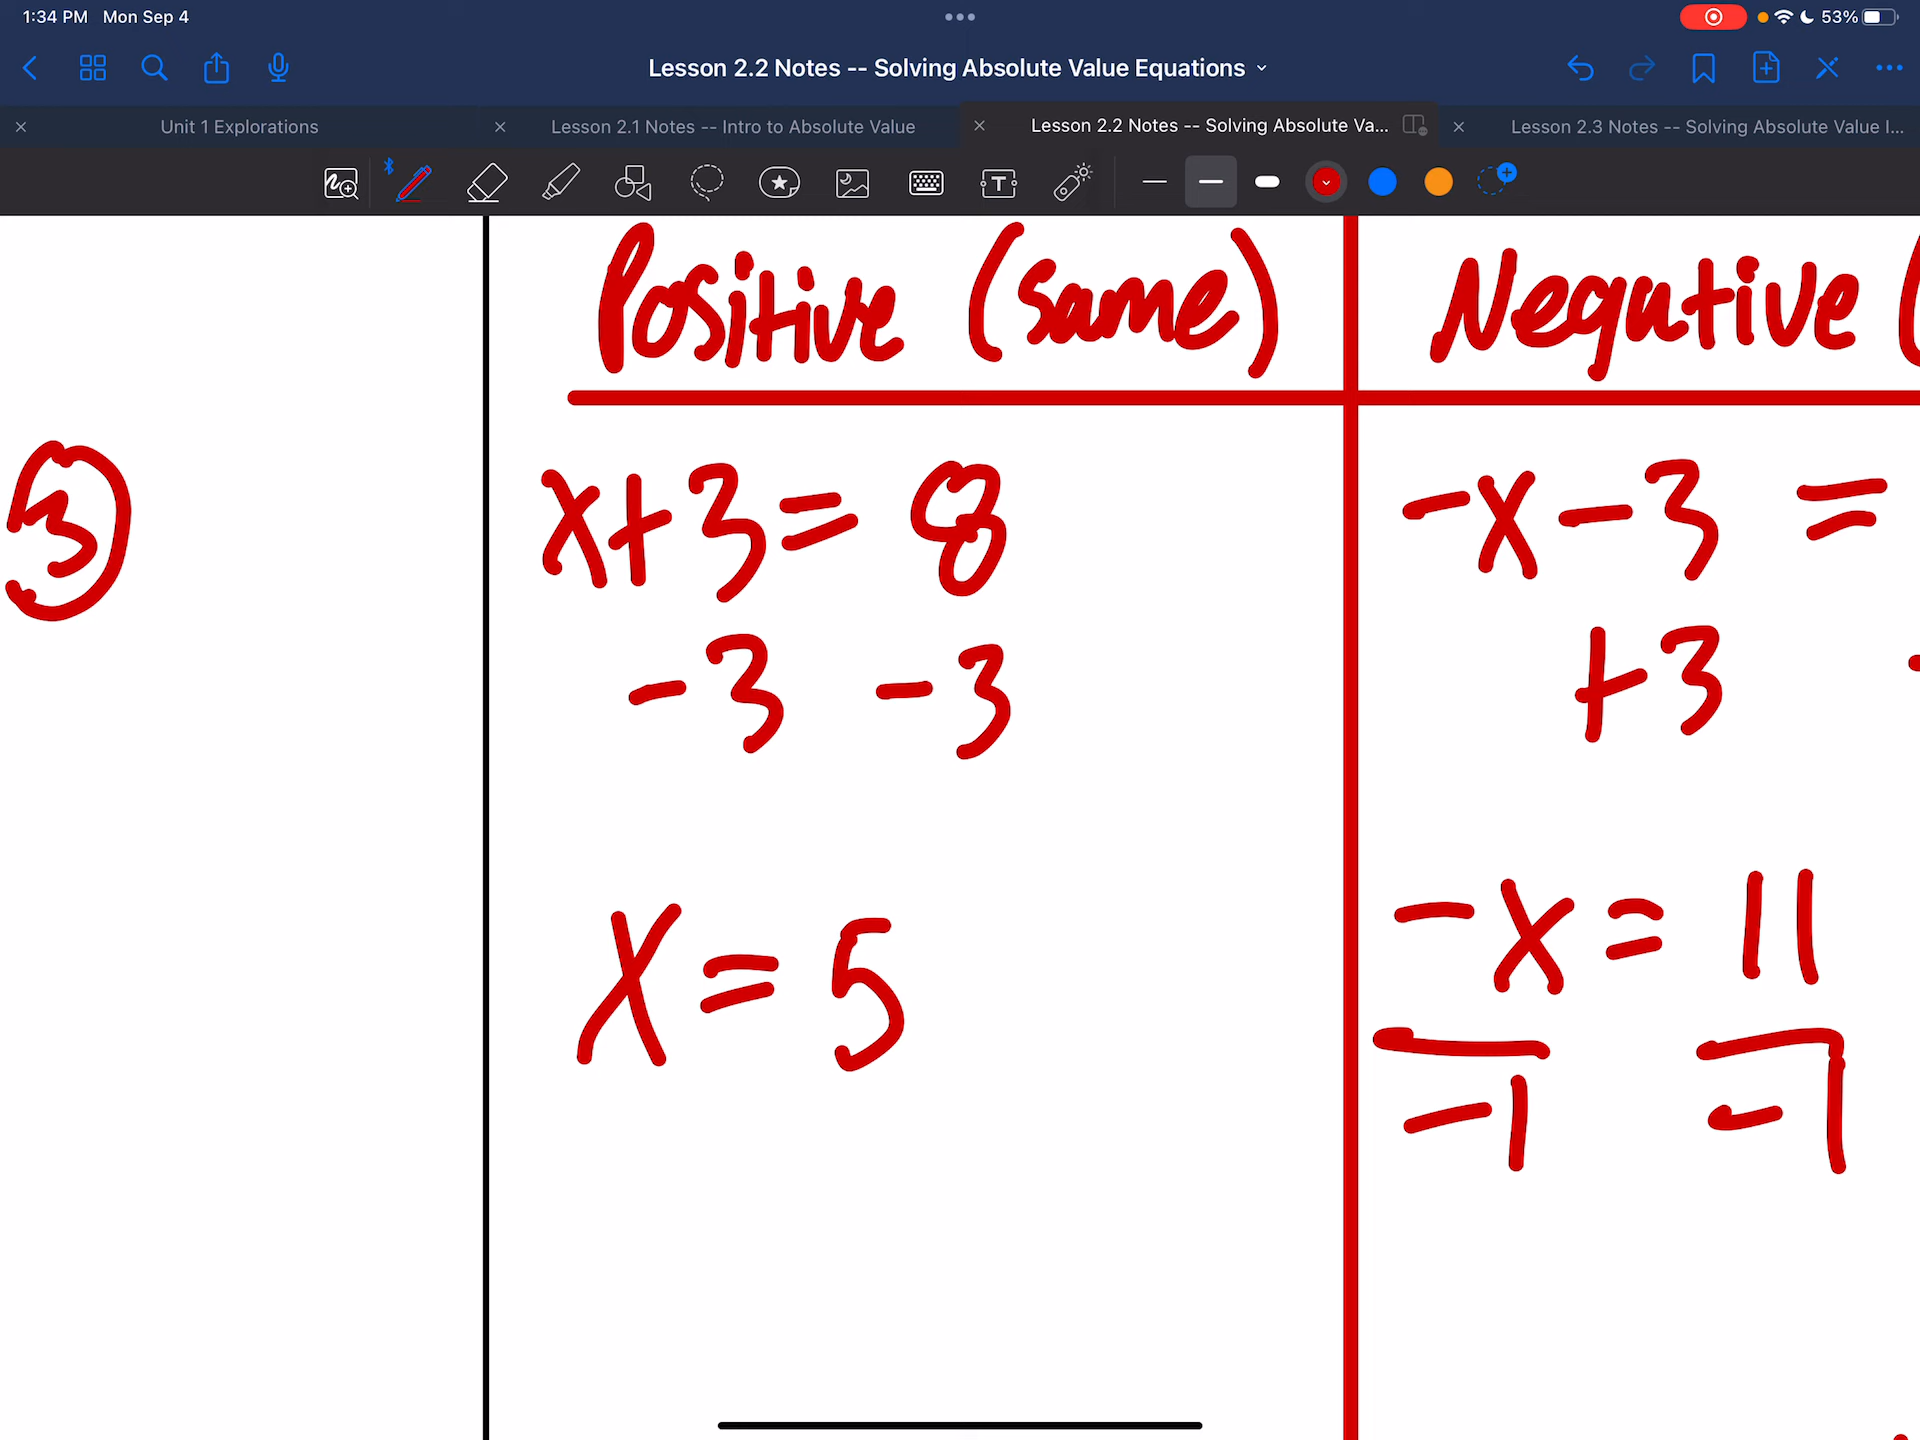 1:34 PM Mon Sep 4
53%
Lesson 2.2 Notes -- Solving Absolute Value Equations
Unit 1 Explorations
Lesson 2.1 Notes -- Intro to Absolute Value
Lesson 2.2 Notes -- Solving Absolute Va...
Lesson 2.3 Notes -- Solving Absolute Value I...
Positive (same)
Negative (
3
x+3=8
-3 -3
x=5
-x-3=
+3
-x=11
-1 -1